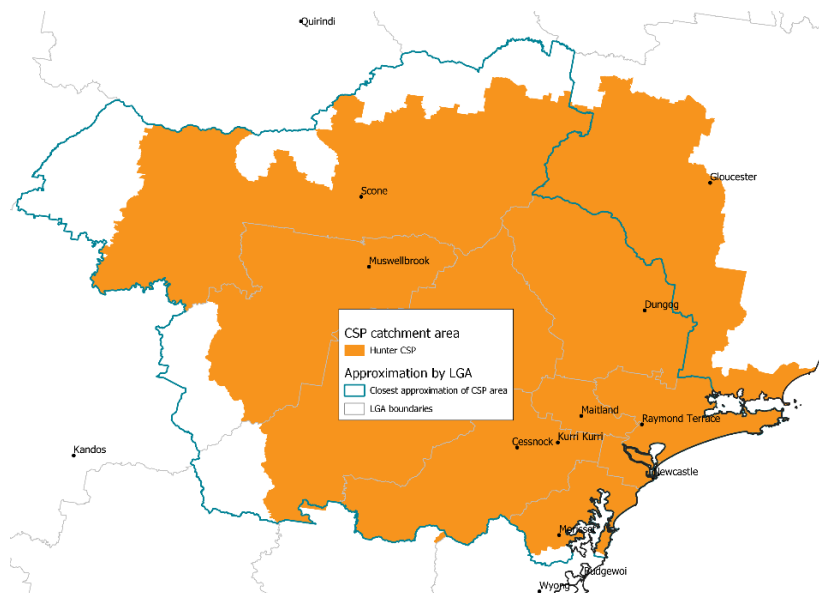 Quirindi
Gloucester
Scone
Muswellbrook
Dungog
CSP catchment area
Hunter CSP
Approximation by LGA
Closest approximation of CSP area
LGA boundaries
Maitland
Raymond Terrace
Kurri Kurri
Cessnock
Kandos
Newcastle
Morisset
Budgewoi
Wyong